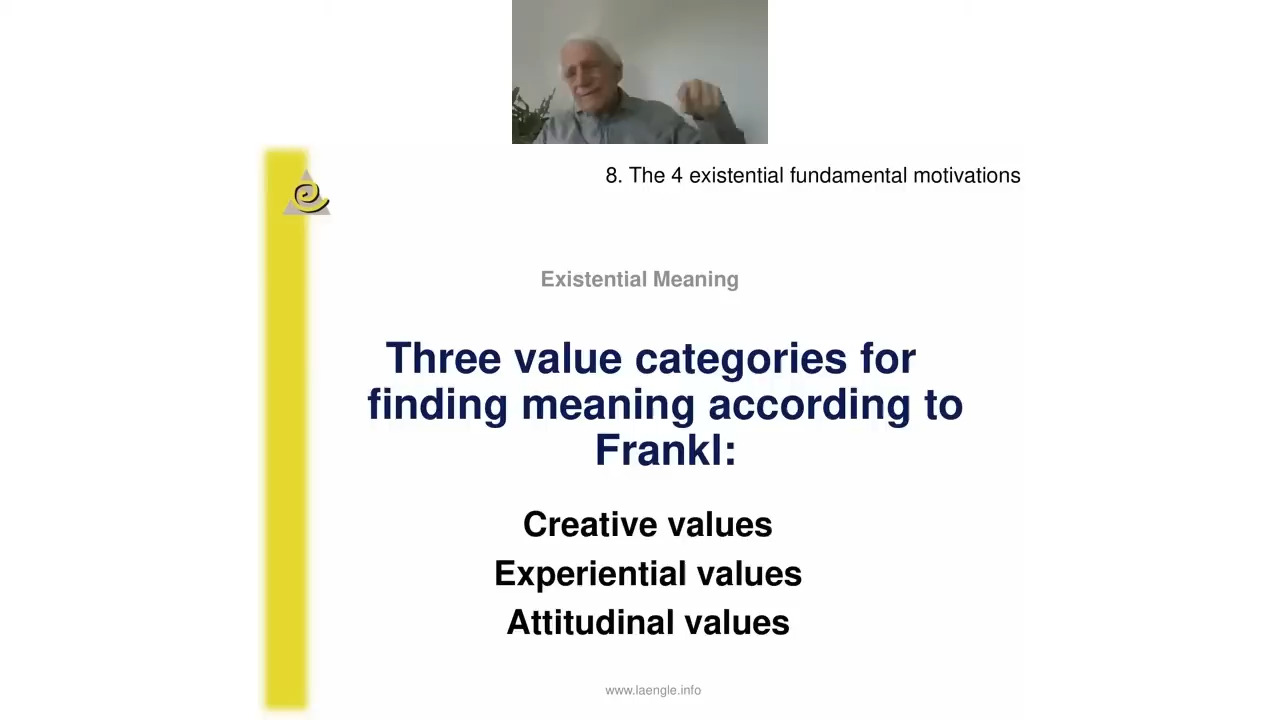 8. The 4 existential fundamental motivations
Existential Meaning
Three value categories for
finding meaning according to
Frankl:
Creative values
Experiential values
Attitudinal values
www.laengle.info